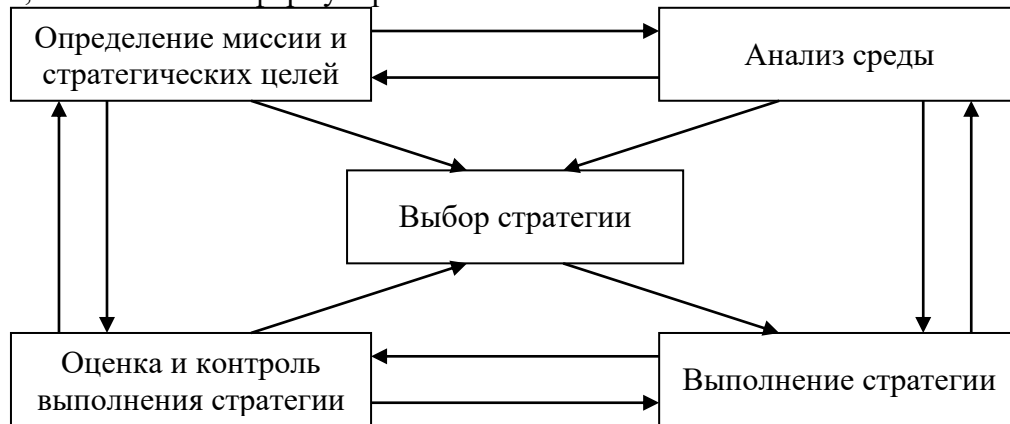 Определение миссии и
стратегических целей
Анализ среды
Выбор стратегии
Оценка и контроль
выполнения стратегии
Выполнение стратегии